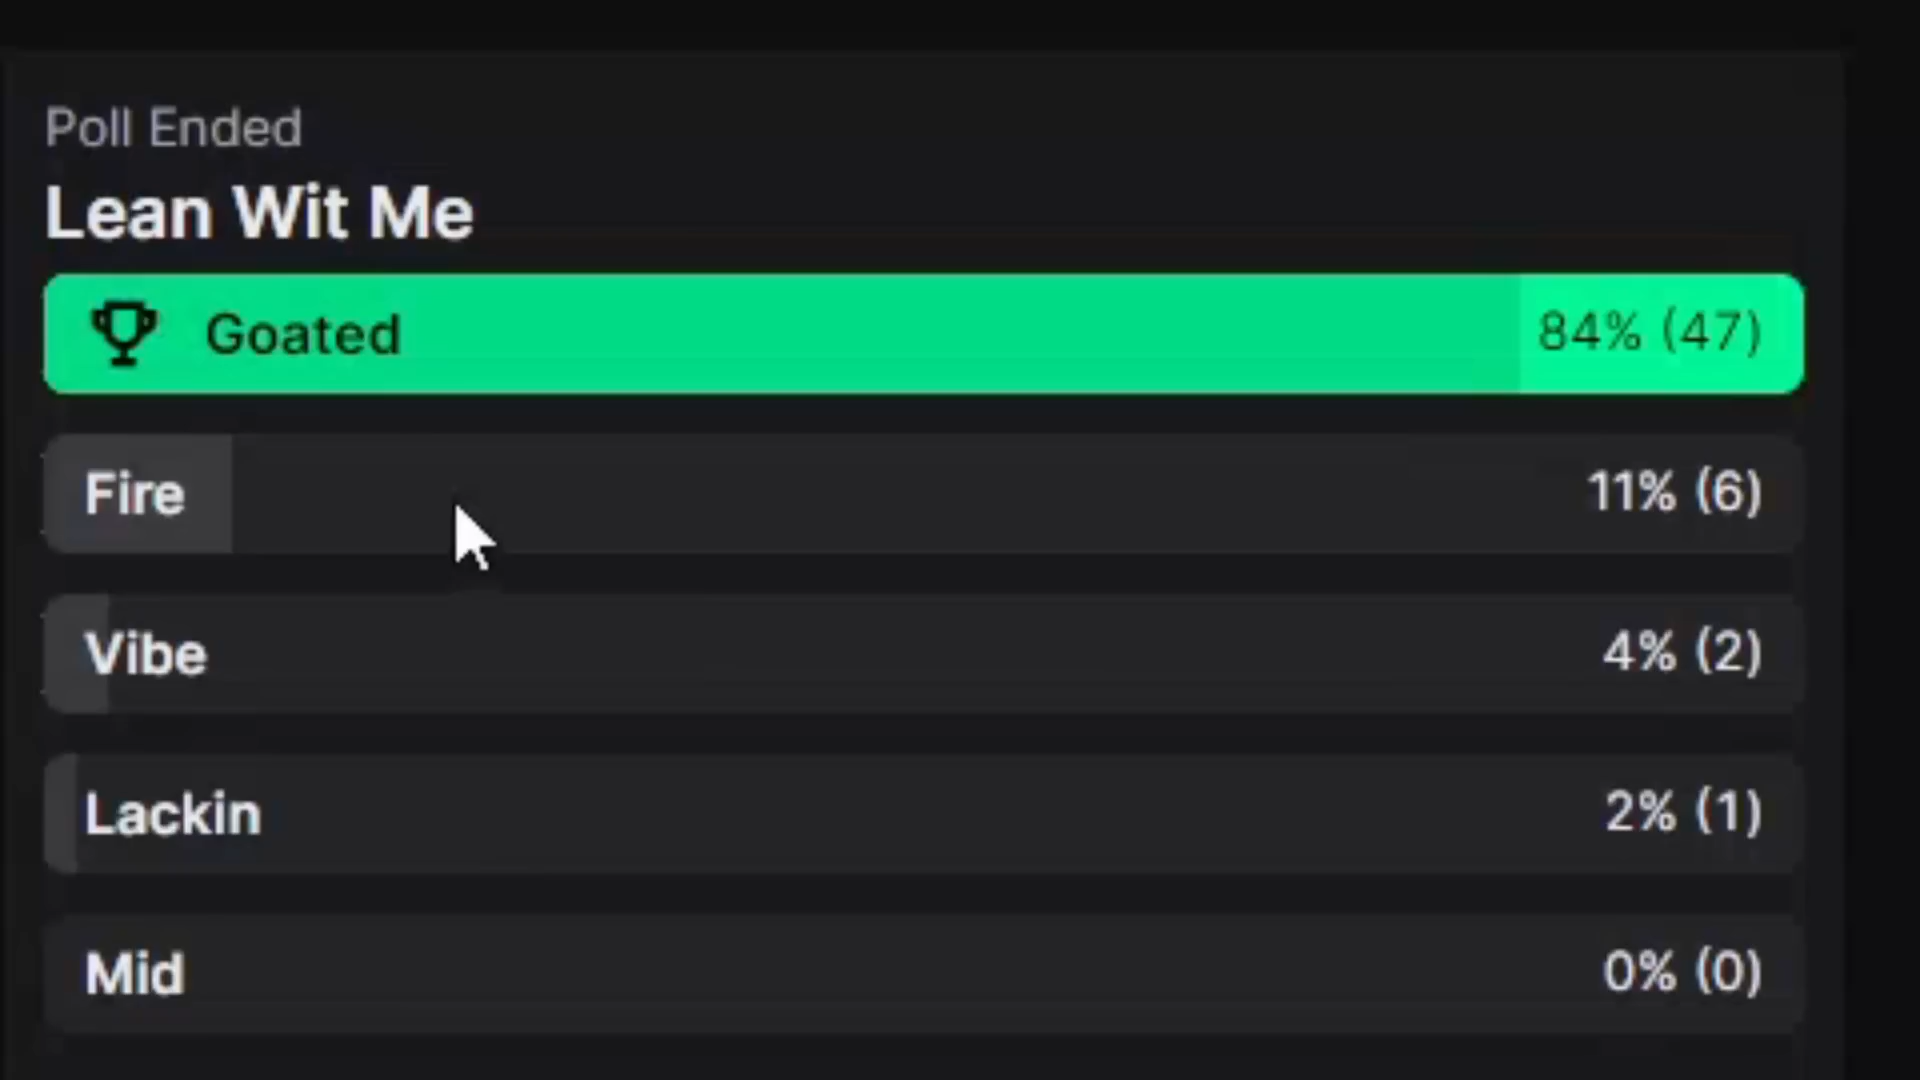 Poll Ended
Lean Wit Me
Goated 84% (47)
Fire 11% (6)
Vibe 4% (2)
Lackin 2% (1)
Mid 0% (0)